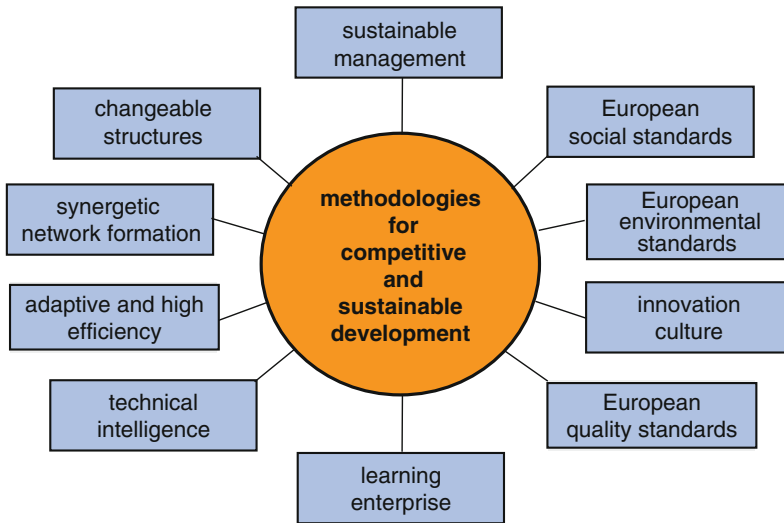 sustainable
management
changeable
structures
European
social standards
synergetic
network formation
methodologies
for
competitive
and
sustainable
development
European
environmental
standards
adaptive and high
efficiency
innovation
culture
technical
intelligence
European
quality standards
learning
enterprise